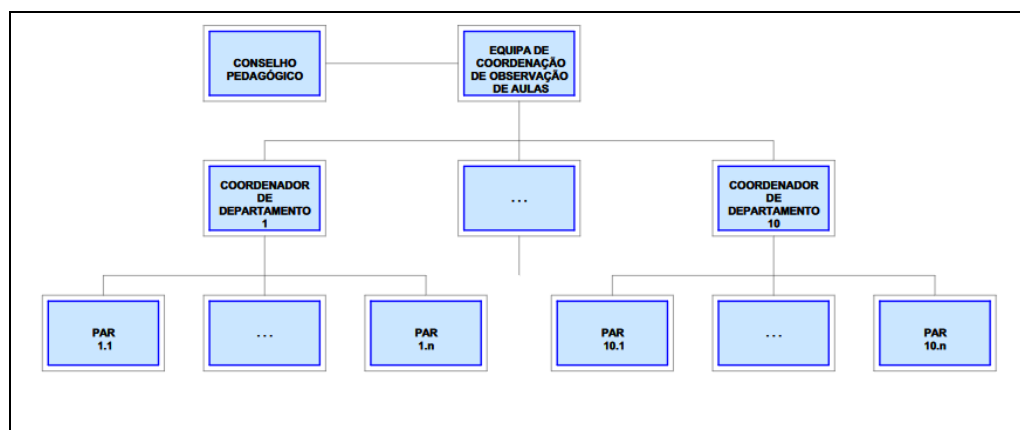 CONSELHO
PEDAGÓGICO
EQUIPA DE
COORDENAÇÃO
DE OBSERVAÇÃO
DE AULAS
COORDENADOR
DE
DEPARTAMENTO
1
. . .
COORDENADOR
DE
DEPARTAMENTO
10
PAR
1.1
. . .
PAR
1.n
PAR
10.1
. . .
PAR
10.n